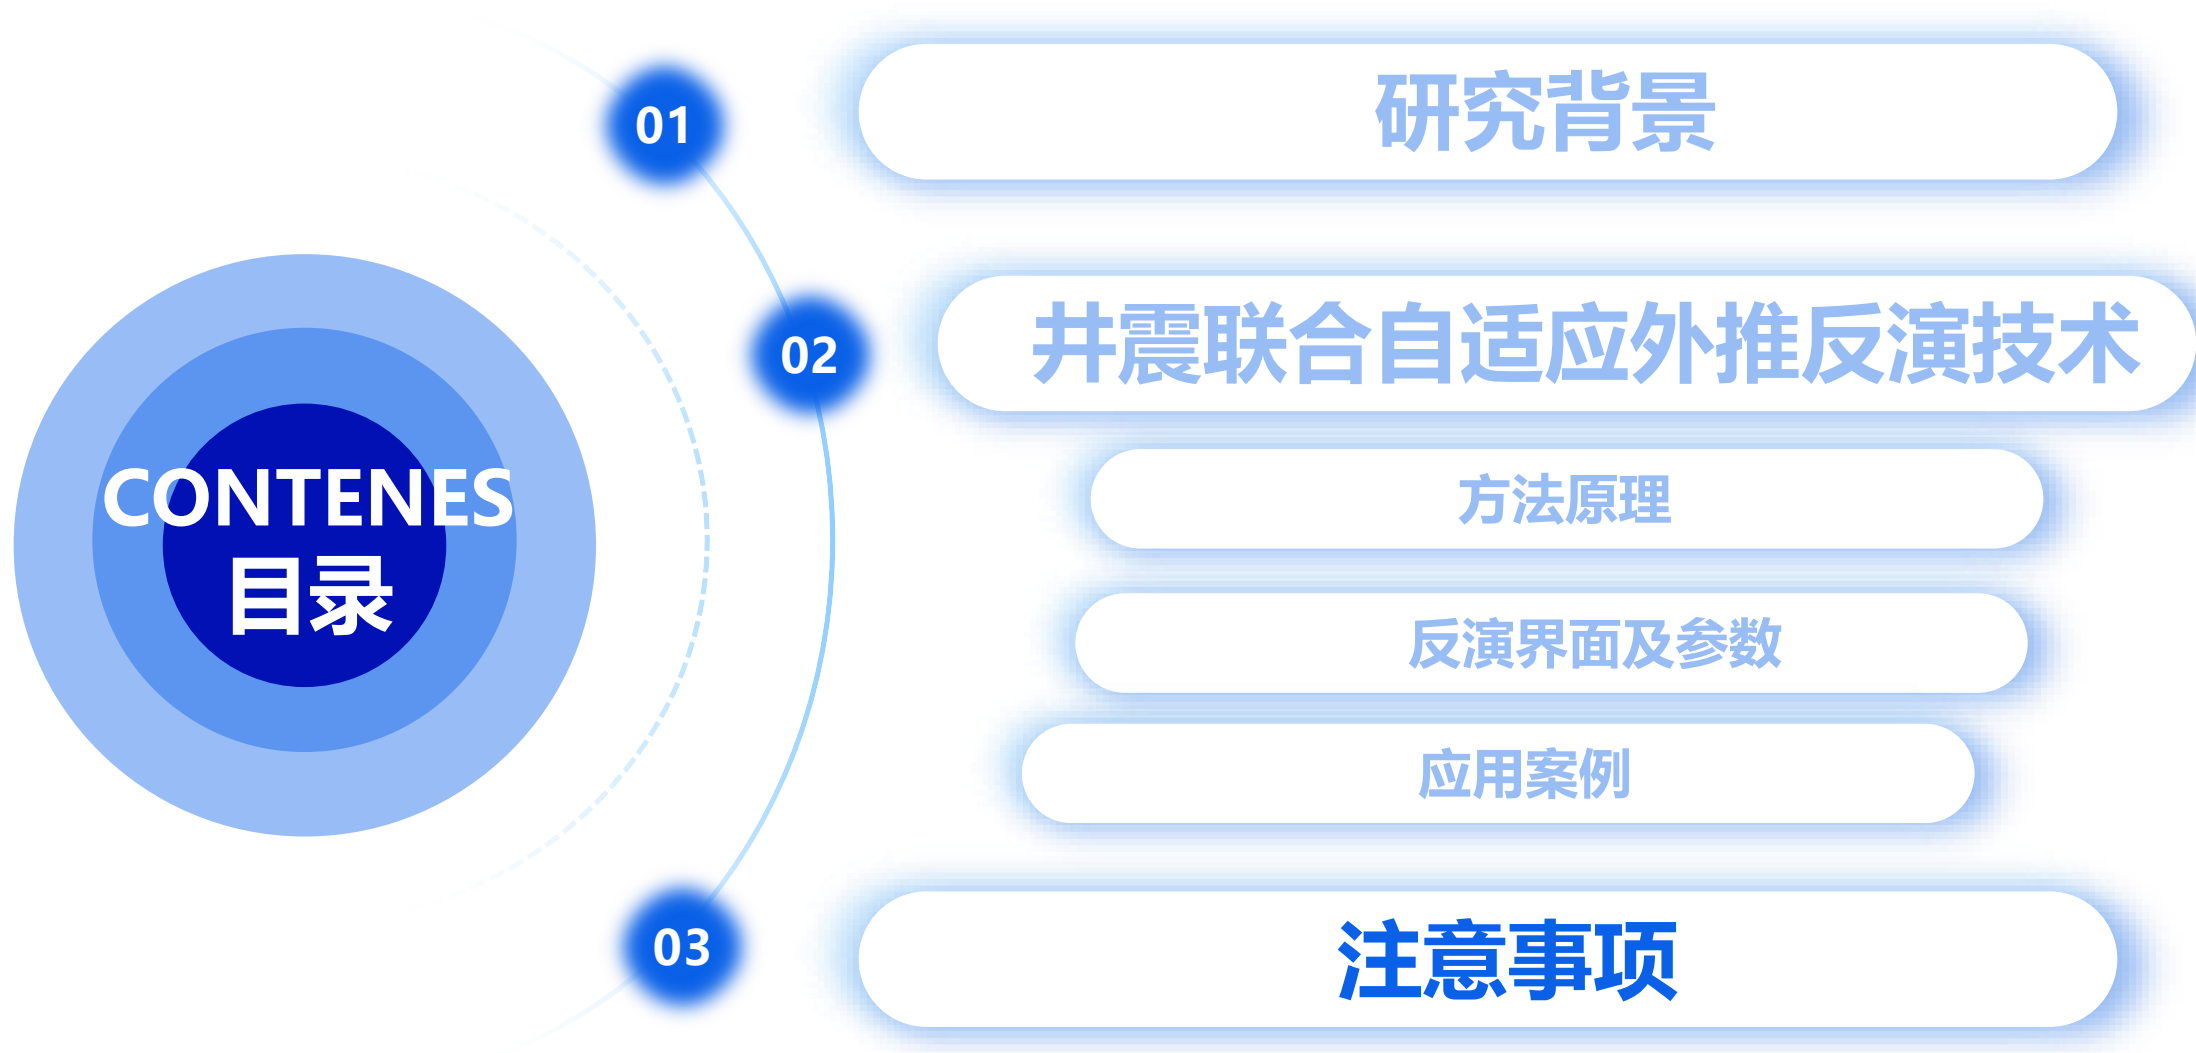 CONTENES
目录
01
研究背景
02
井震联合自适应外推反演技术
方法原理
反演界面及参数
应用案例
03
注意事项